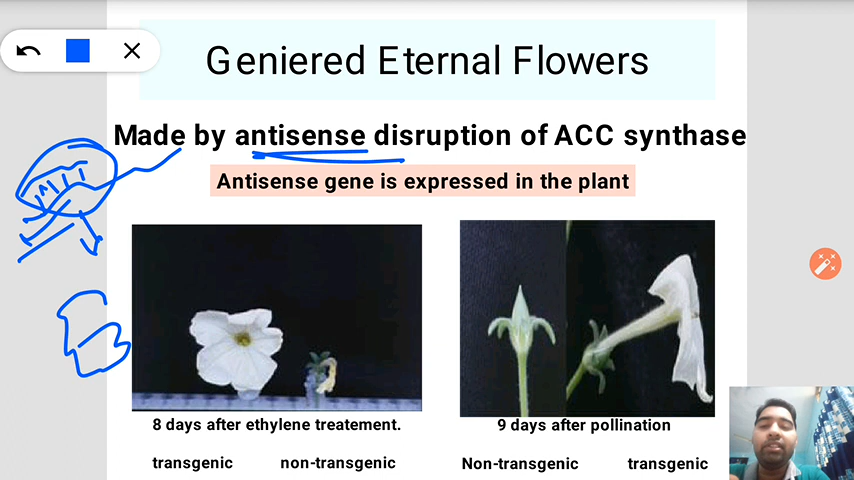 Geniered Eternal Flowers
Made by antisense disruption of ACC synthase
Antisense gene is expressed in the plant
8 days after ethylene treatement.
9 days after pollination
transgenic non-transgenic
Non-transgenic transgenic